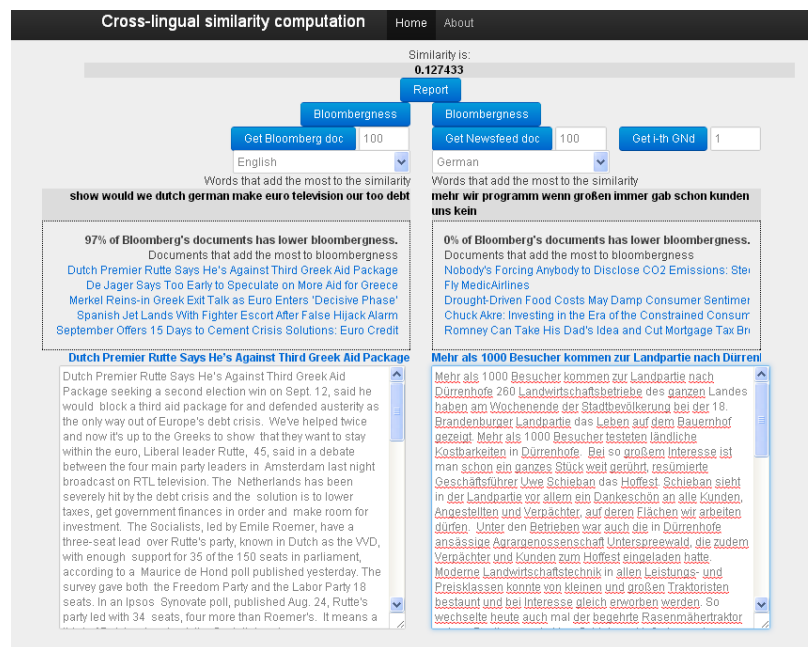 Cross-lingual similarity computation Home About
Similarity is:
0.127433
Report
Bloombergness Bloombergness
Get Bloomberg doc 100 Get Newsfeed doc 100 Get i-th GNd 1
English German
Words that add the most to the similarity
show would we dutch german make euro television our too debt
97% of Bloomberg's documents has lower bloombergness.
Documents that add the most to bloombergness
Dutch Premier Rutte Says He's Against Third Greek Aid Package
De Jager Says Too Early to Speculate on More Aid for Greece
Merkel Reins-in Greek Exit Talk as Euro Enters 'Decisive Phase'
Spanish Jet Lands With Fighter Escort After False Hijack Alarm
September Offers 15 Days to Cement Crisis Solutions: Euro Credit
Dutch Premier Rutte Says He's Against Third Greek Aid Package
Dutch Premier Rutte Says He's Against Third Greek Aid
Package seeking a second election win on Sept. 12, said he
would block a third aid package for and defended austerity as
the only way out of Europe's debt crisis. We've helped twice
and now it's up to the Greeks to show that they want to stay
within the euro, Liberal leader Rutte, 45, said in a debate
between the four main party leaders in Amsterdam last night
broadcast on RTL television. The Netherlands has been
severely hit by the debt crisis and the solution is to lower
taxes, get government finances in order and make room for
investment. The Socialists, led by Emile Roemer, have a
three-seat lead over Rutte's party, known in Dutch as the VVD,
with enough support for 35 of the 150 seats in parliament,
according to a Maurice de Hond poll published yesterday. The
survey gave both the Freedom Party and the Labor Party 18
seats. In an Ipsos Synovate poll, published Aug. 24, Rutte's
party led with 34 seats, four more than Roemer's. It means a
Words that add the most to the similarity
mehr wir programm wenn großen immer gab schon kunden
uns kein
0% of Bloomberg's documents has lower bloombergness.
Documents that add the most to bloombergness
Nobody's Forcing Anybody to Disclose CO2 Emissions: Ste
Fly MedicAirlines
Drought-Driven Food Costs May Damp Consumer Sentimer
Chuck Akre: Investing in the Era of the Constrained Consum
Romney Can Take His Dad's Idea and Cut Mortgage Tax Br
Mehr als 1000 Besucher kommen zur Landpartie nach Dürren
Mehr als 1000 Besucher kommen zur Landpartie nach
Dürrenhofe 260 Landwirtschaftsbetriebe des ganzen Landes
haben am Wochenende der Stadtbevölkerung bei der 18.
Brandenburger Landpartie das Leben auf dem Bauernhof
gezeigt. Mehr als 1000 Besucher testeten ländliche
Kostbarkeiten in Dürrenhofe. Bei so großem Interesse ist
man schon ein ganzes Stück weit gerührt, resümierte
Geschäftsführer Uwe Schieban das Hoffest. Schieban sieht
in der Landpartie vor allem ein Dankeschön an alle Kunden,
Angestellten und Verpächter, auf deren Flächen wir arbeiten
dürfen. Unter den Betrieben war auch die in Dürrenhofe
ansässige Agrargenossenschaft Unterspreewald, die zudem
Verpächter und Kunden zum Hoffest eingeladen hatte.
Moderne Landwirtschaftstechnik in allen Leistungs- und
Preisklassen konnte von kleinen und großen Traktoristen
bestaunt und bei Interesse gleich erworben werden. So
wechselte heute auch mal der begehrte Rasenmähertraktor